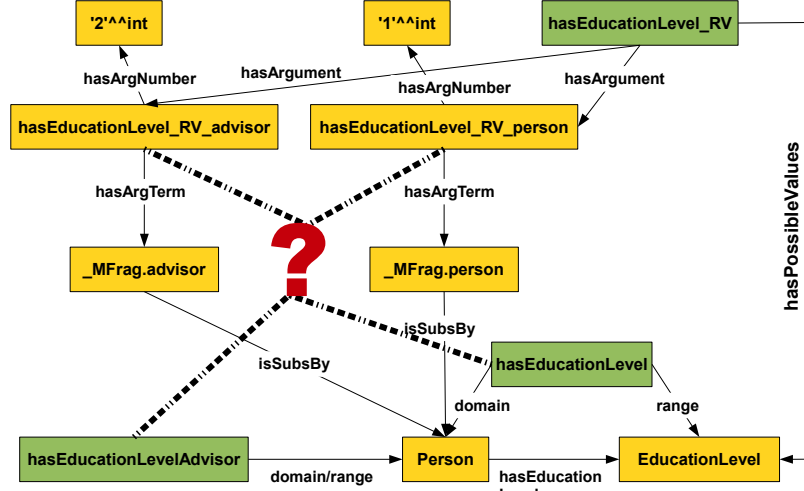 '2'^^int
'1'^^int
hasEducationLevel_RV
hasArgNumber
hasArgument
hasArgNumber
hasArgument
hasEducationLevel_RV_advisor
hasEducationLevel_RV_person
hasPossibleValues
hasArgTerm
hasArgTerm
?
_MFrag.advisor
_MFrag.person
isSubsBy
isSubsBy
hasEducationLevel
domain
range
hasEducationLevelAdvisor
Person
EducationLevel
domain/range
hasEducation